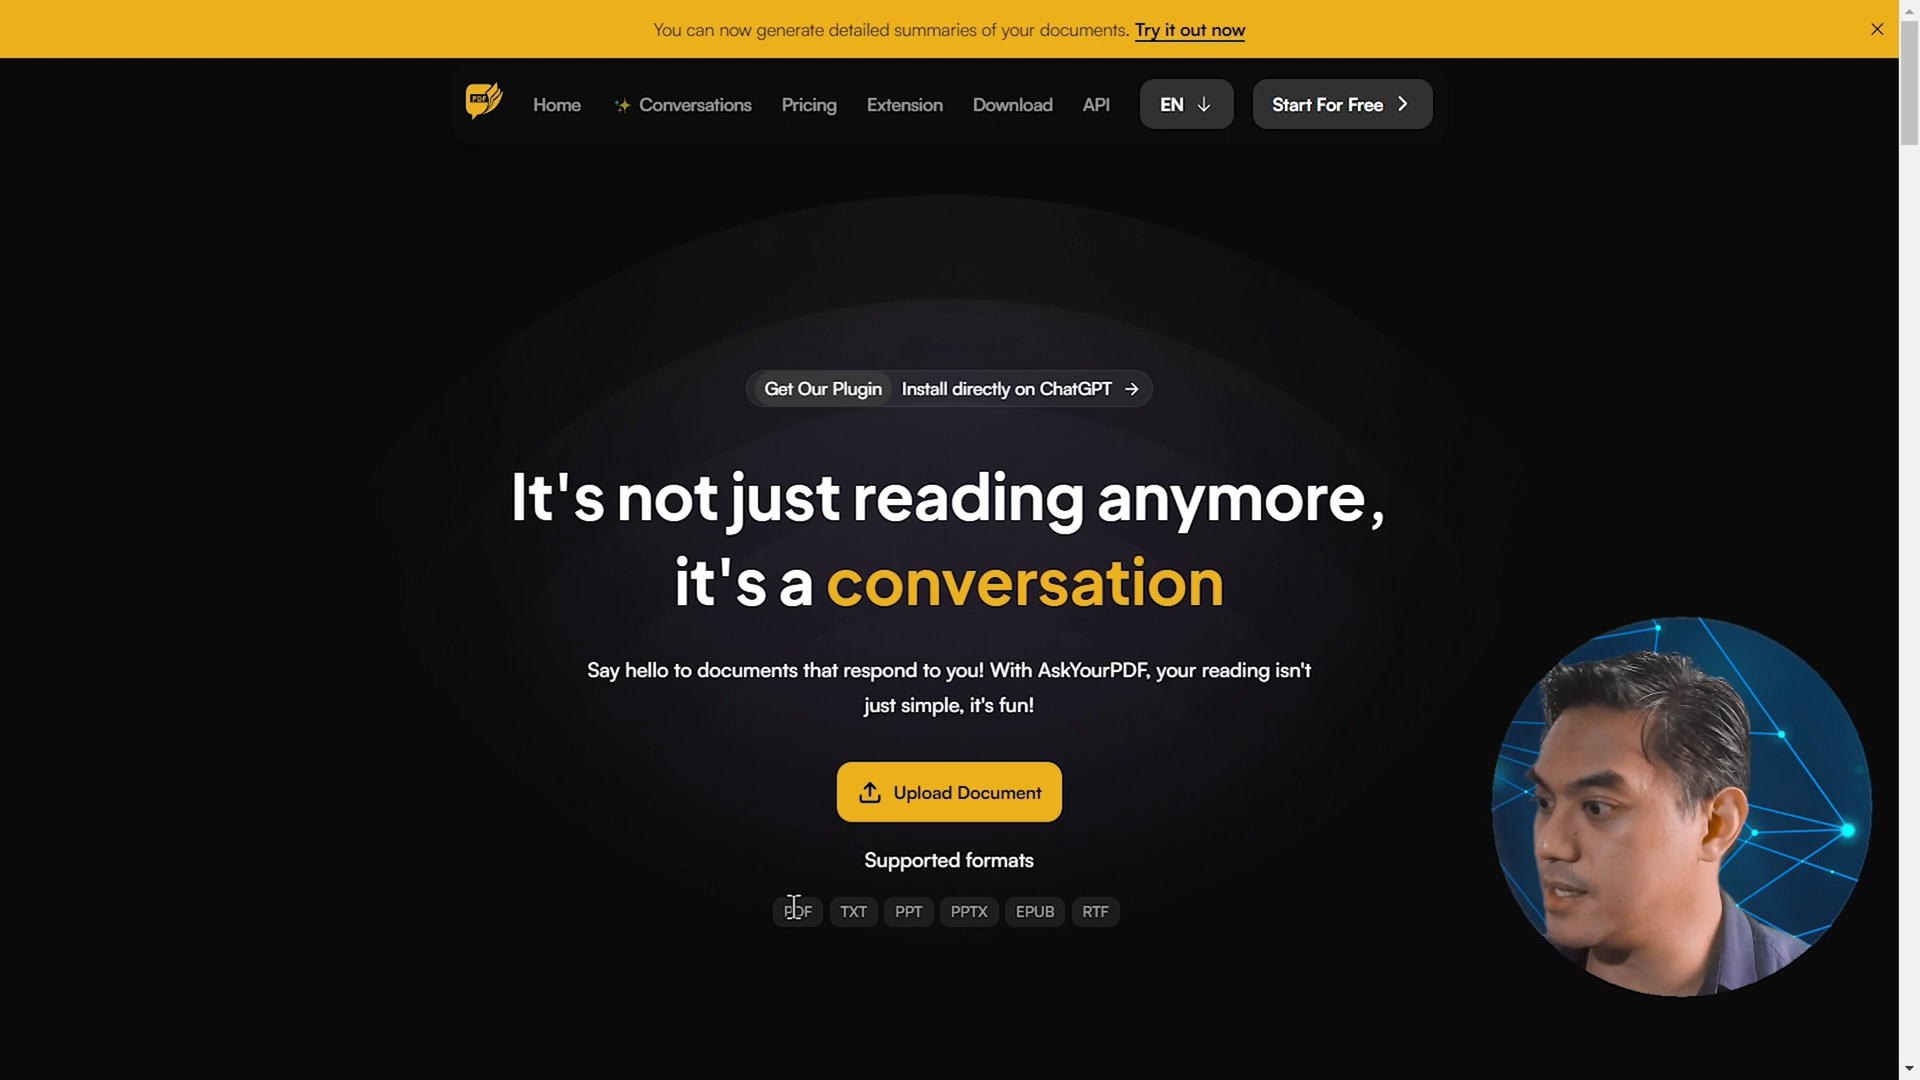 You can now generate detailed summaries of your documents. Try it out now
PDF
Home Conversations Pricing Extension Download API EN Start For Free
Get Our Plugin Install directly on ChatGPT
It's not just reading anymore,
it's a conversation
Say hello to documents that respond to you! With AskYourPDF, your reading isn't
just simple, it's fun!
Upload Document
Supported formats
PDF TXT PPT PPTX EPUB RTF